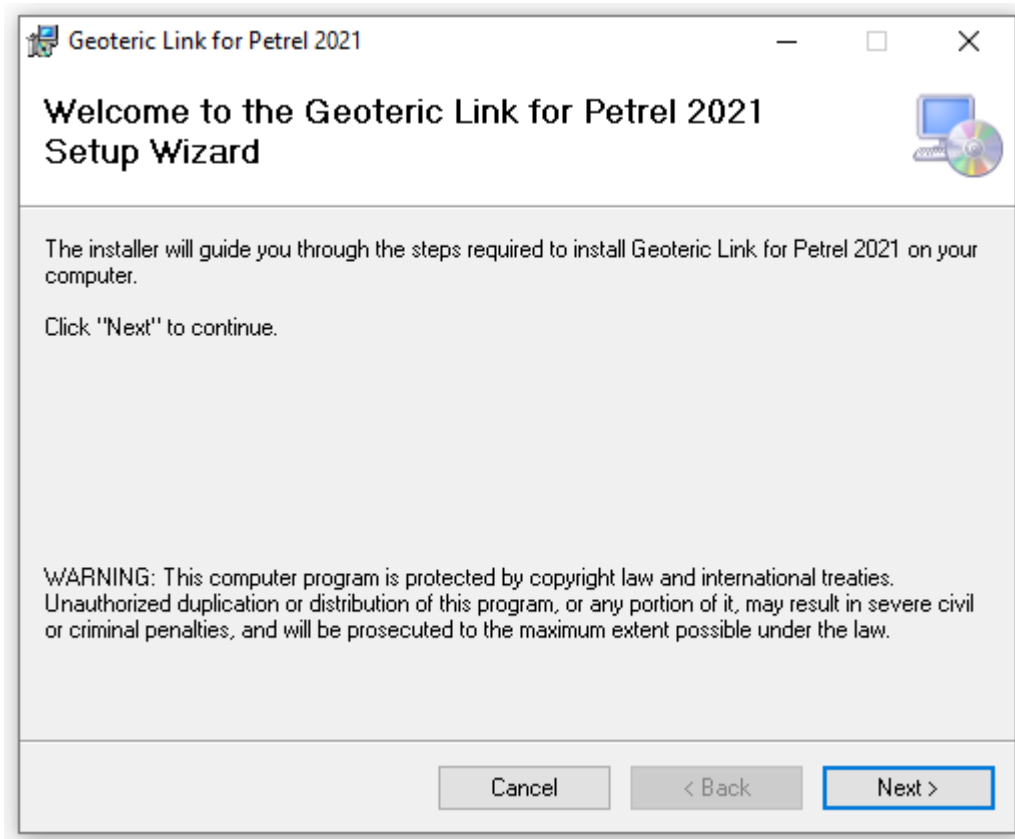 Geoteric Link for Petrel 2021
Welcome to the Geoteric Link for Petrel 2021
Setup Wizard
The installer will guide you through the steps required to install Geoteric Link for Petrel 2021 on your
computer.
Click "Next" to continue.
WARNING: This computer program is protected by copyright law and international treaties.
Unauthorized duplication or distribution of this program, or any portion of it, may result in severe civil
or criminal penalties, and will be prosecuted to the maximum extent possible under the law.
Cancel
< Back
Next >